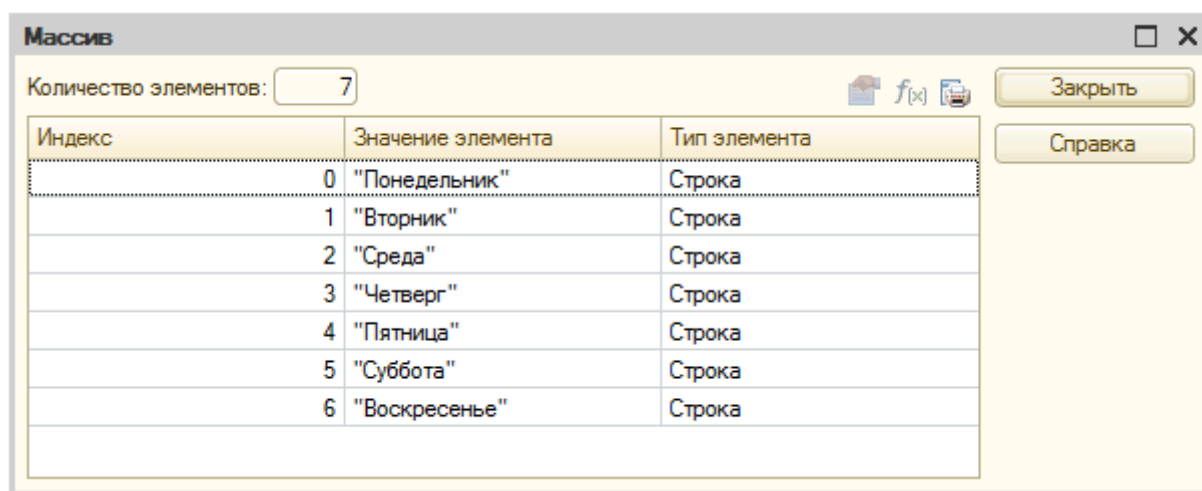 Массив
Количество элементов: 7
f(x)
Закрыть
Индекс Значение элемента Тип элемента
Справка
0 "Понедельник" Строка
1 "Вторник" Строка
2 "Среда" Строка
3 "Четверг" Строка
4 "Пятница" Строка
5 "Суббота" Строка
6 "Воскресенье" Строка